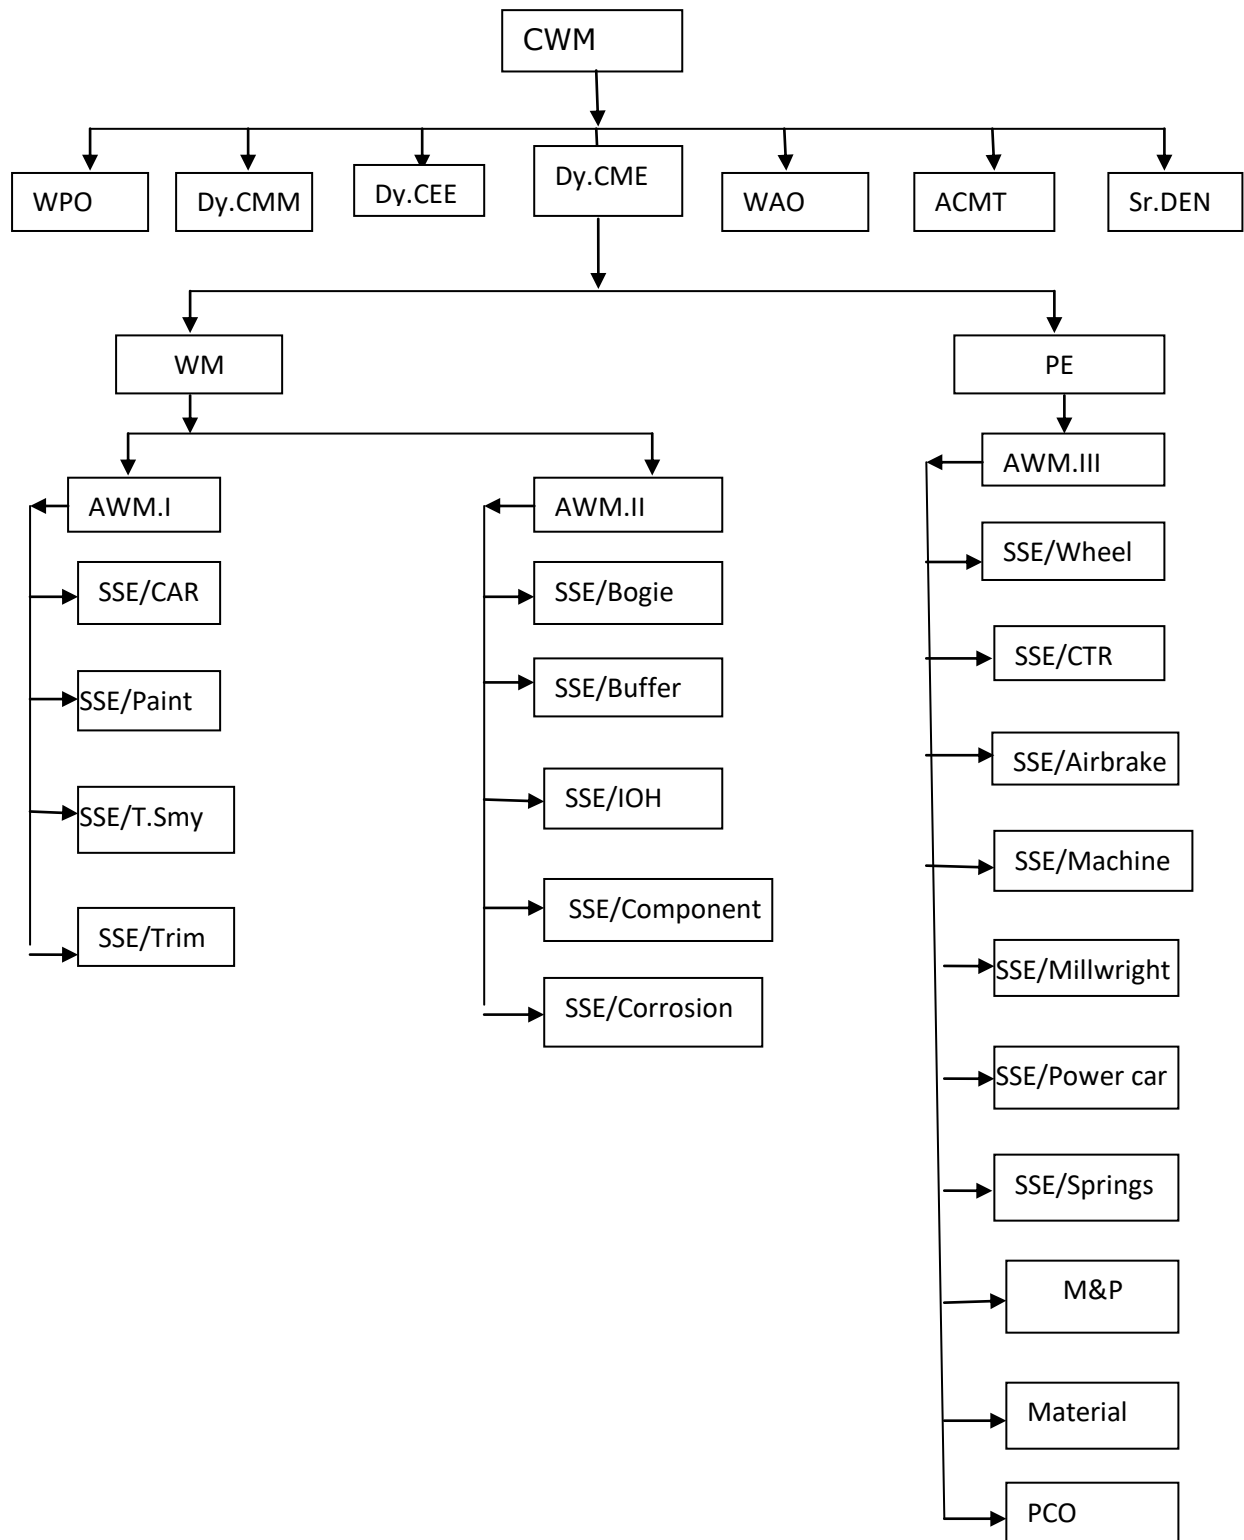 CWM
WPO
Dy.CMM
Dy.CEE
Dy.CME
WAO
ACMT
Sr.DEN
WM
PE
AWM.I
AWM.II
AWM.III
SSE/CAR
SSE/Paint
SSE/T.Smy
SSE/Trim
SSE/Bogie
SSE/Buffer
SSE/IOH
SSE/Component
SSE/Corrosion
SSE/Wheel
SSE/CTR
SSE/Airbrake
SSE/Machine
SSE/Millwright
SSE/Power car
SSE/Springs
M&P
Material
PCO